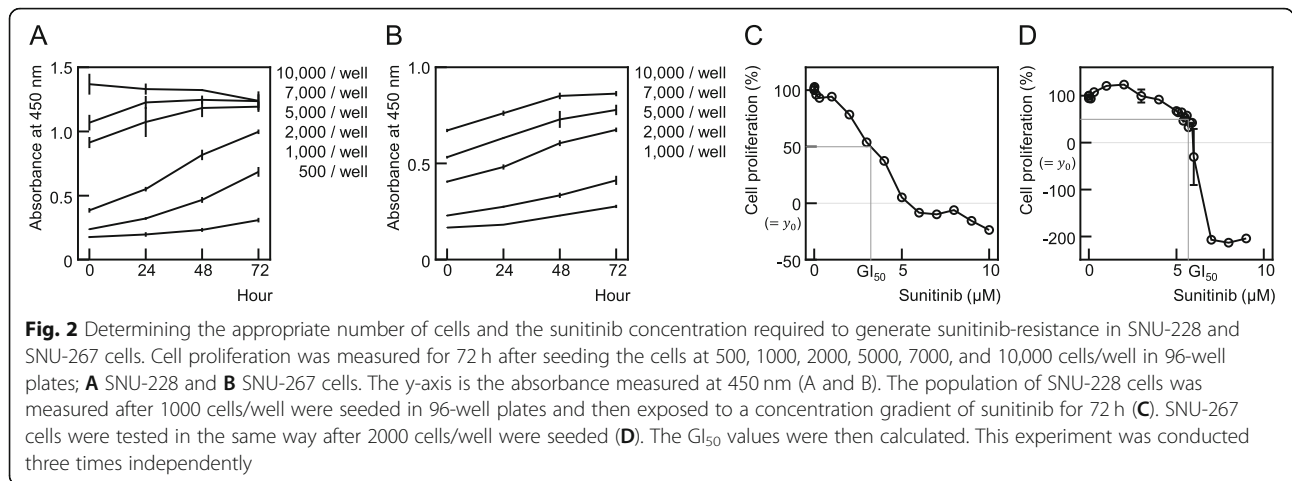 A
B
C
D
Absorbance at 450 nm
1.5
1.0
0.5
0
0
24
48
72
Hour
10,000 / well
7,000 / well
5,000 / well
2,000 / well
1,000 / well
500 / well
Absorbance at 450 nm
1.0
0.5
0
0
24
48
72
Hour
10,000 / well
7,000 / well
5,000 / well
2,000 / well
1,000 / well
Cell proliferation (%)
100
50
0
(= y₀)
-50
0
GI₅₀
5
10
Sunitinib (μM)
Cell proliferation (%)
100
0
(= y₀)
-100
-200
0
5
GI₅₀
10
Sunitinib (μM)
Fig. 2 Determining the appropriate number of cells and the sunitinib concentration required to generate sunitinib-resistance in SNU-228 and
SNU-267 cells. Cell proliferation was measured for 72 h after seeding the cells at 500, 1000, 2000, 5000, 7000, and 10,000 cells/well in 96-well
plates; A SNU-228 and B SNU-267 cells. The y-axis is the absorbance measured at 450 nm (A and B). The population of SNU-228 cells was
measured after 1000 cells/well were seeded in 96-well plates and then exposed to a concentration gradient of sunitinib for 72 h (C). SNU-267
cells were tested in the same way after 2000 cells/well were seeded (D). The GI₅₀ values were then calculated. This experiment was conducted
three times independently